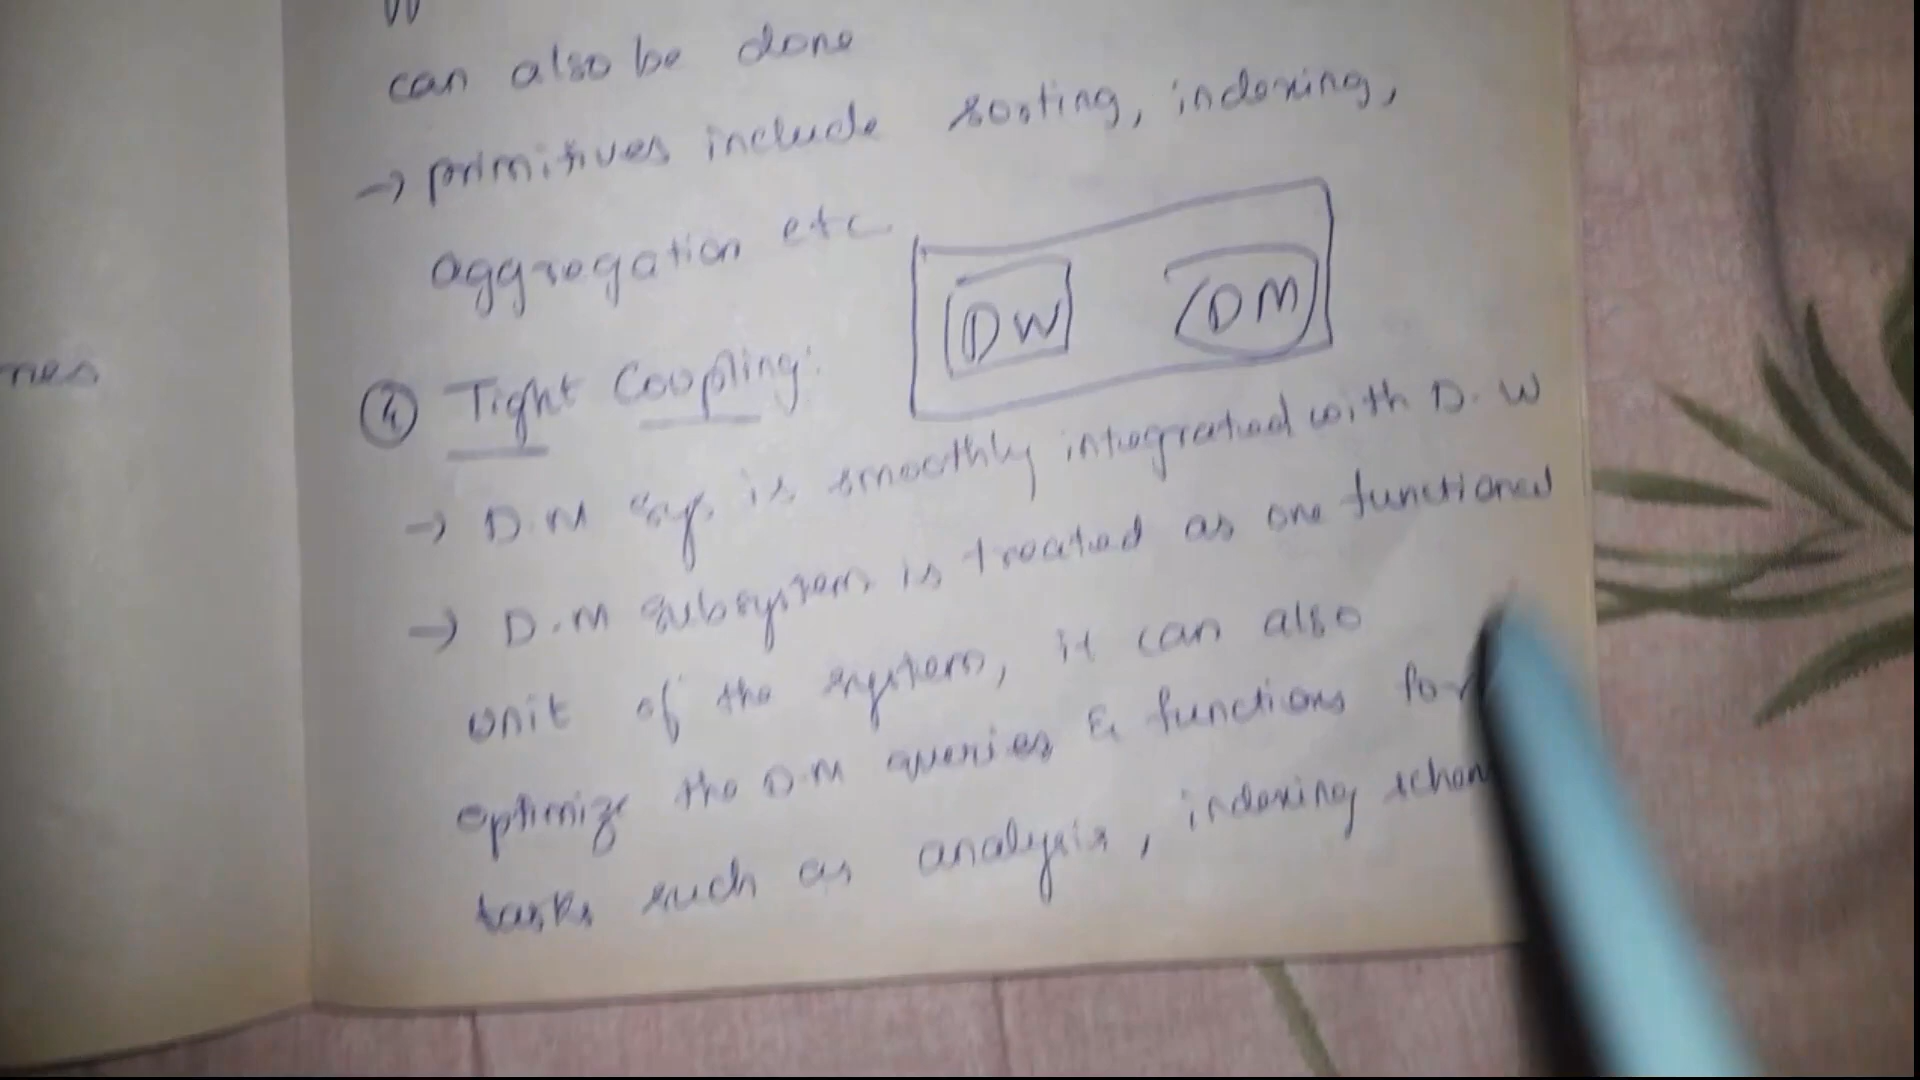 can also be done
→ primitives include sorting, indexing,
aggregation etc
DW DM
④ Tight Coupling:
→ D.M sys. is smoothly integrated with D.W
→ D.M subsystem is treated as one functional
unit of the system, it can also
optimize the D.M queries & functions for
tasks such as analysis, indexing